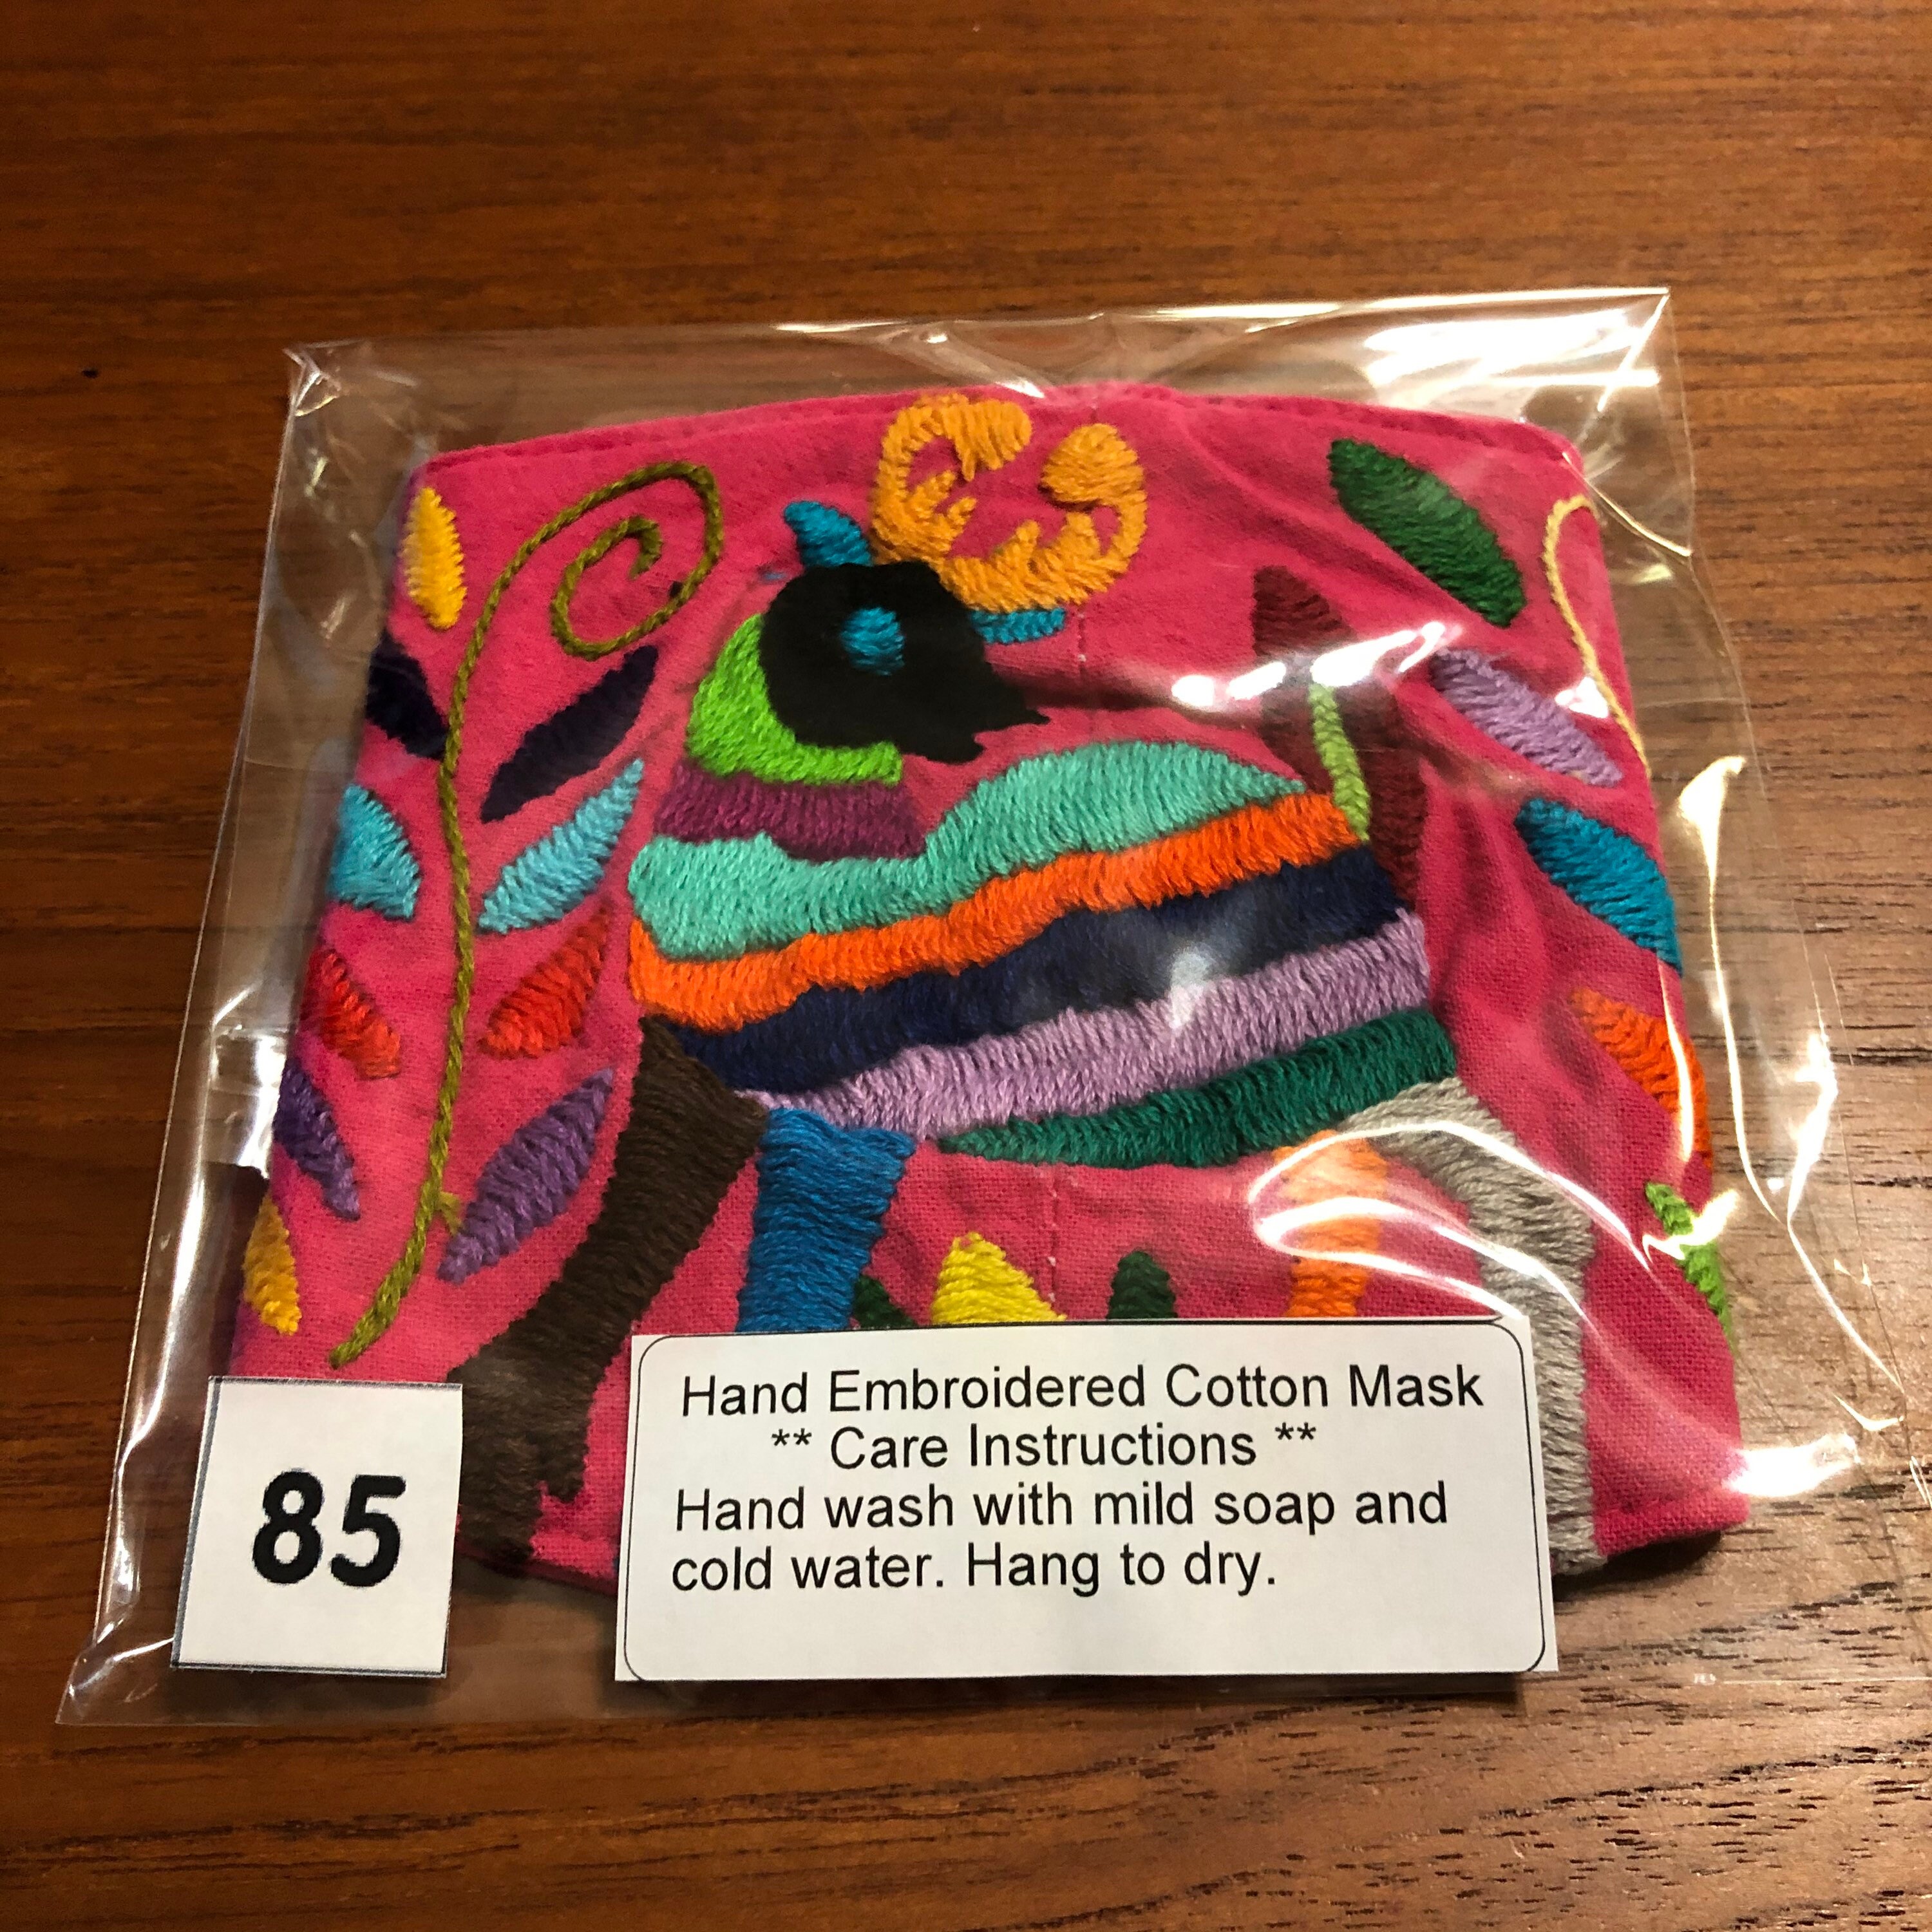 Hand Embroidered Cotton Mask
** Care Instructions **
Hand wash with mild soap and
cold water. Hang to dry.
85